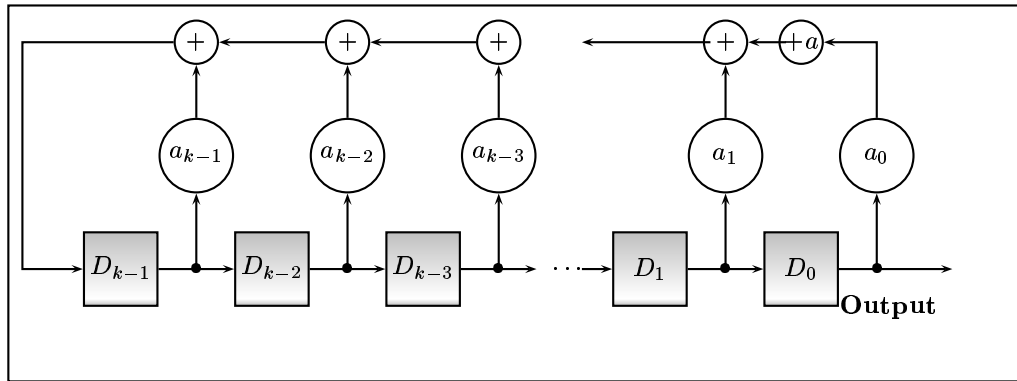 + + + + +a
a_{k−1} a_{k−2} a_{k−3} a_1 a_0
D_{k−1} D_{k−2} D_{k−3} ··· D_1 D_0
Output